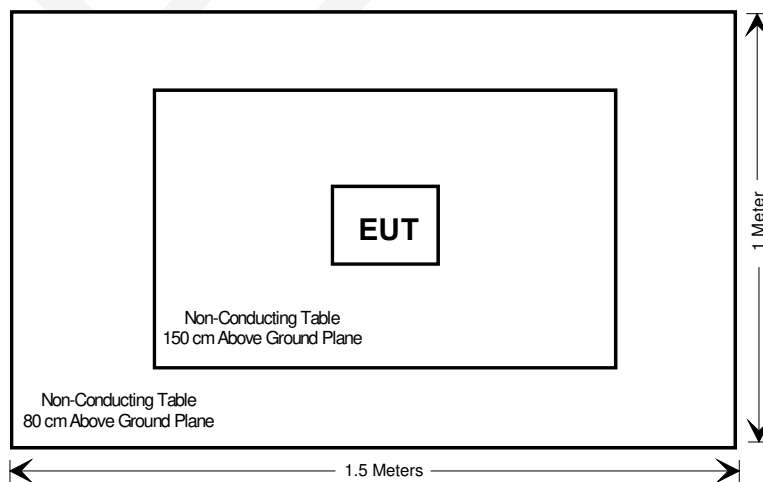 EUT
Non-Conducting Table
150 cm Above Ground Plane
Non-Conducting Table
80 cm Above Ground Plane
1 Meter
1.5 Meters